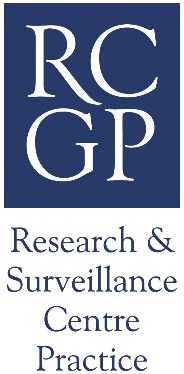 RC
GP
Research &
Surveillance
Centre
Practice